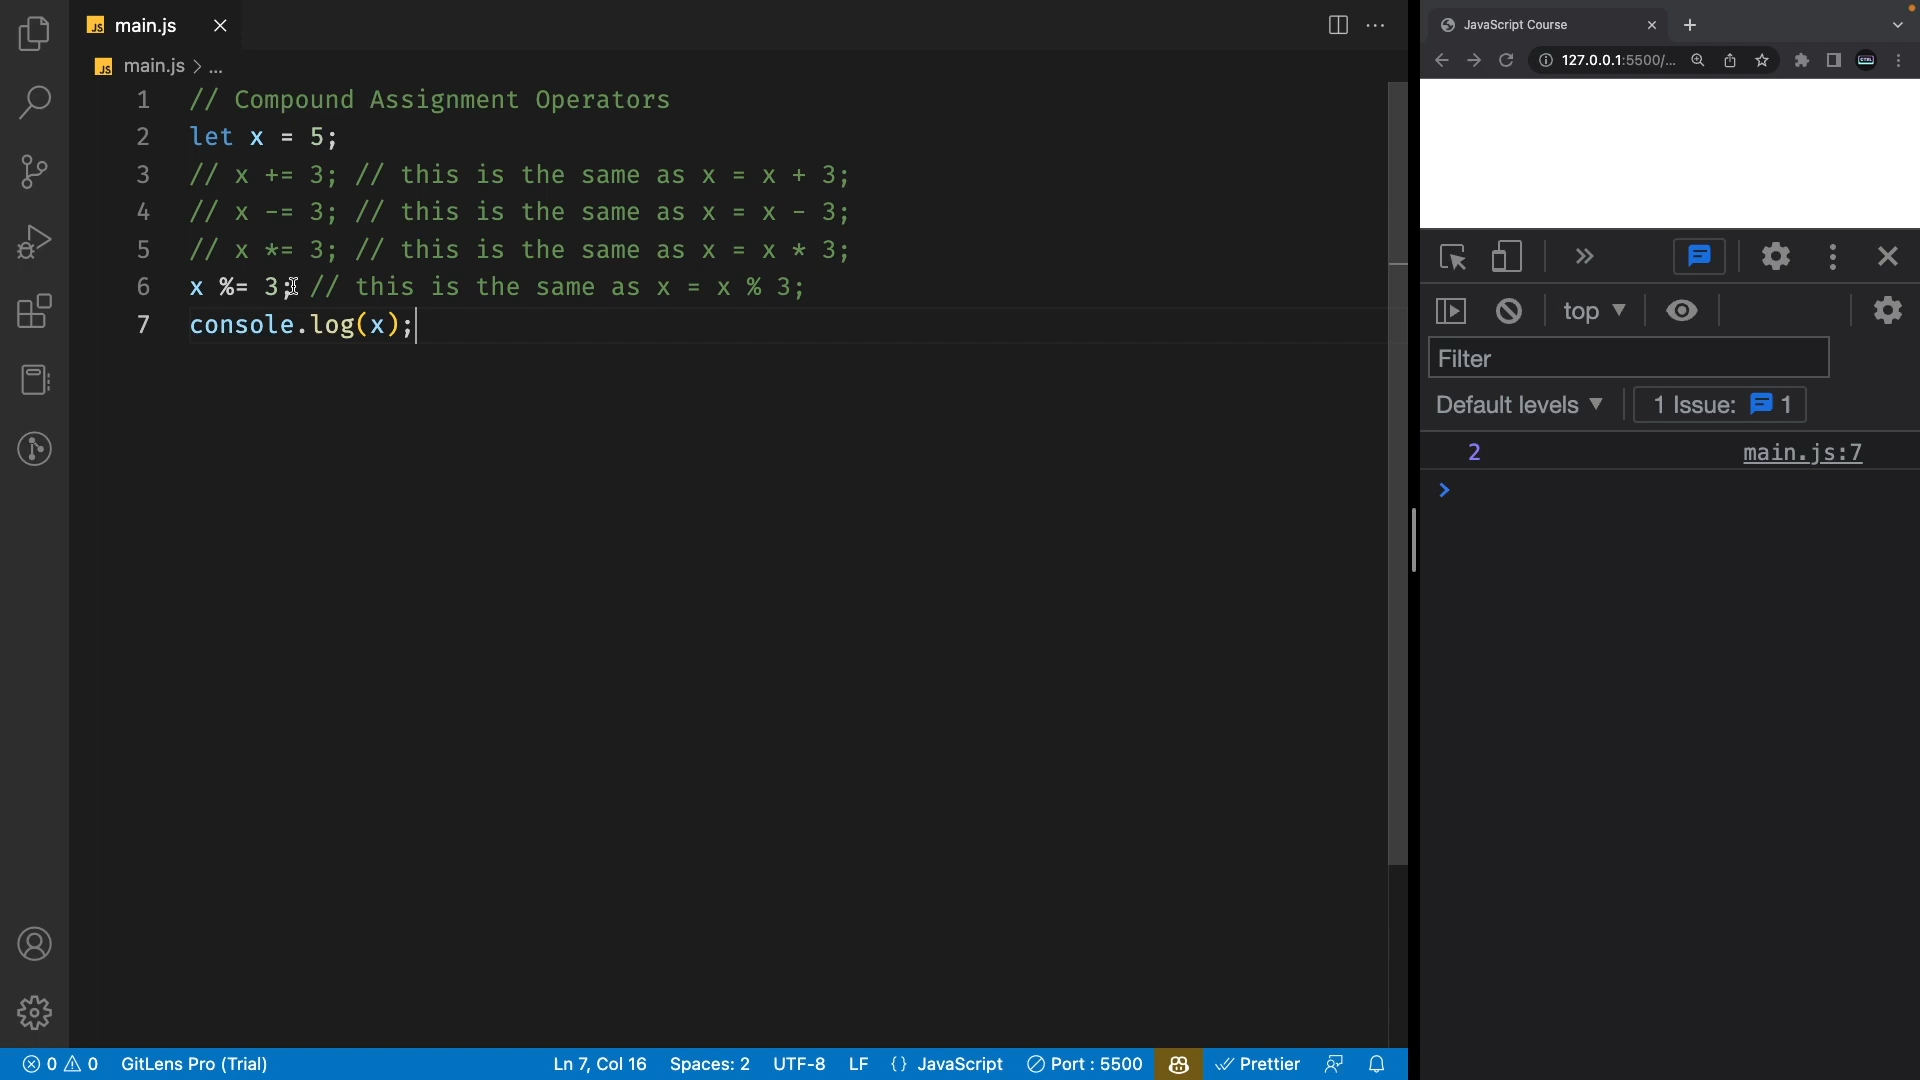 JS main.js
JS main.js > ...
1 // Compound Assignment Operators
2 let x = 5;
3 // x += 3; // this is the same as x = x + 3;
4 // x -= 3; // this is the same as x = x - 3;
5 // x *= 3; // this is the same as x = x * 3;
6 x %= 3; // this is the same as x = x % 3;
7 console.log(x);
0 0 GitLens Pro (Trial) Ln 7, Col 16 Spaces: 2 UTF-8 LF {} JavaScript Port : 5500 Prettier
JavaScript Course
127.0.0.1:5500/...
top
Filter
Default levels 1 Issue: 1
2 main.js:7